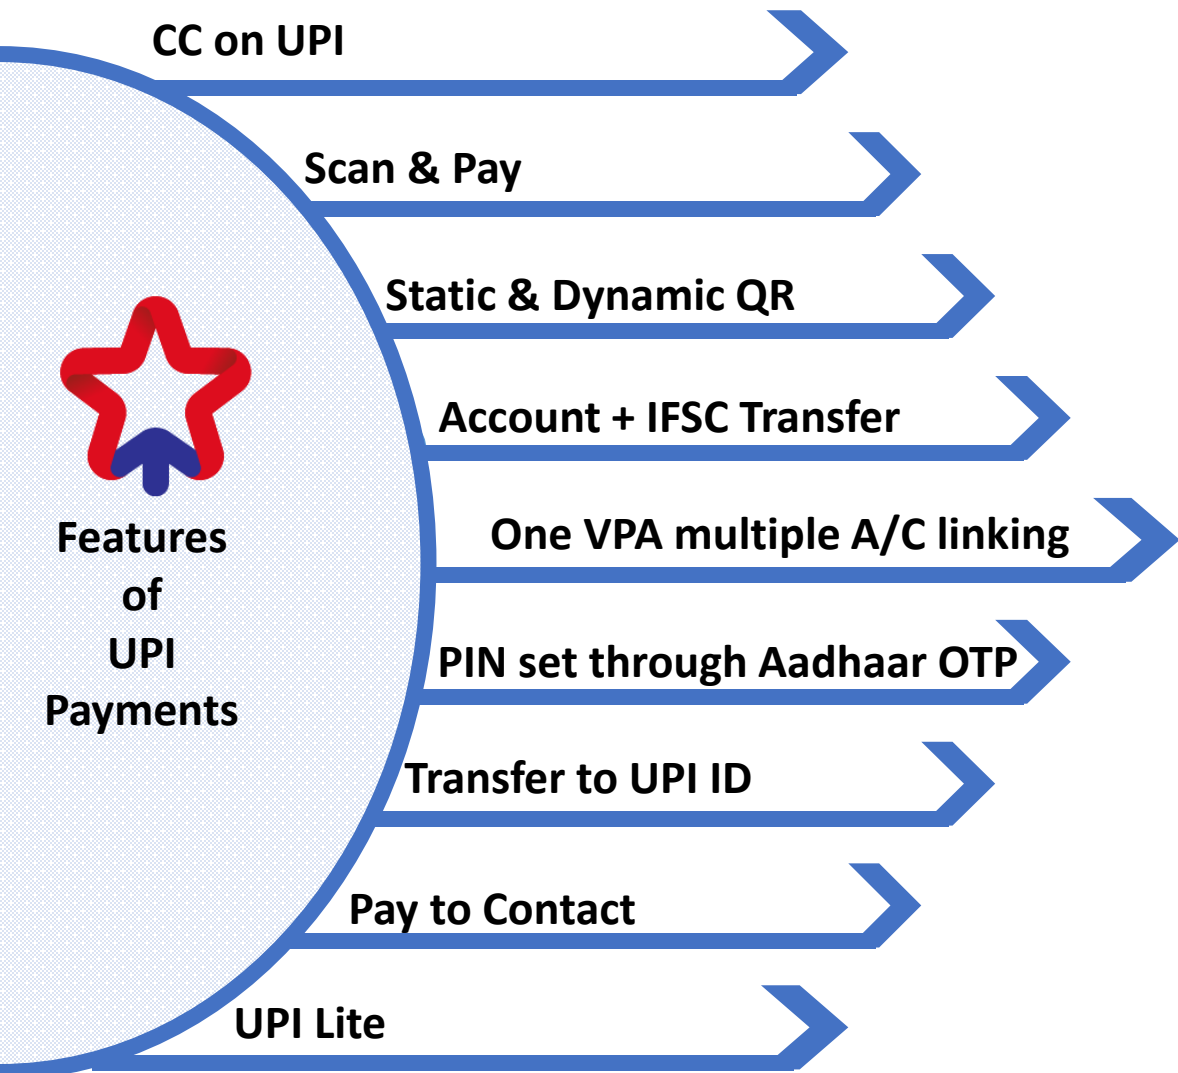 CC on UPI
Scan & Pay
Static & Dynamic QR
Account + IFSC Transfer
One VPA multiple A/C linking
Features
of
UPI
Payments
PIN set through Aadhaar OTP
Transfer to UPI ID
Pay to Contact
UPI Lite